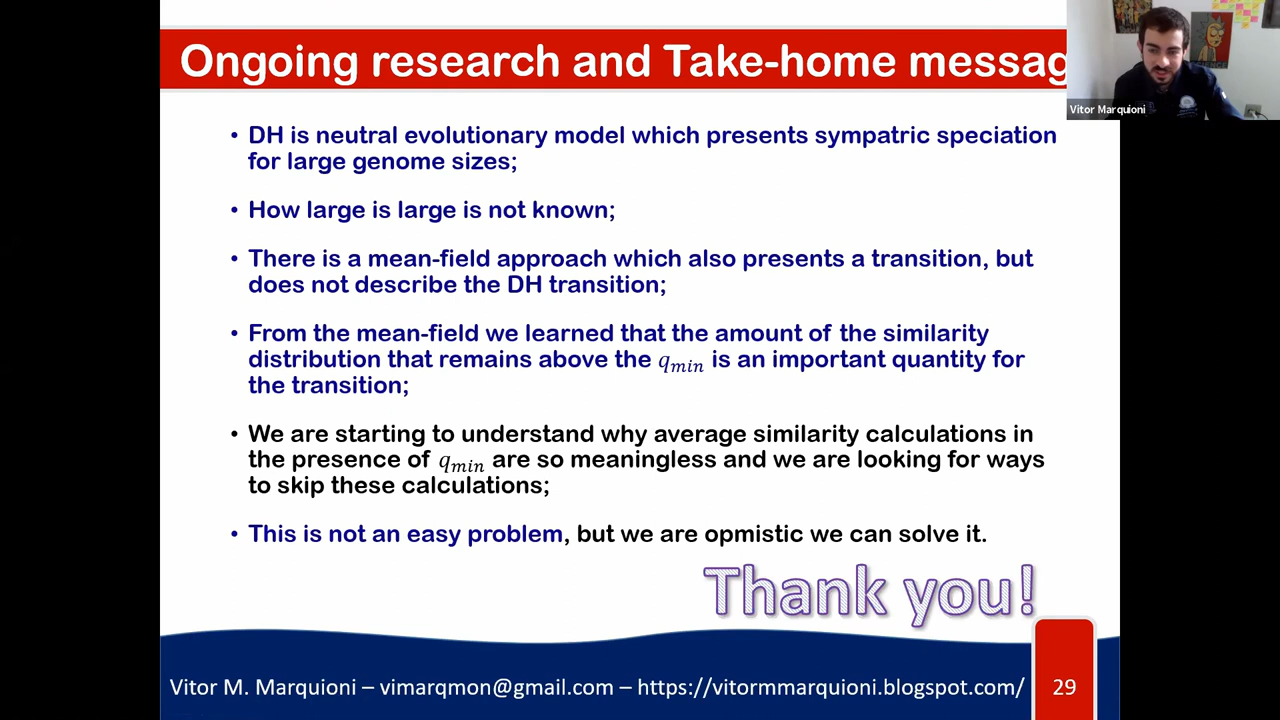 Ongoing research and Take-home messag
Vitor Marquioni
• DH is neutral evolutionary model which presents sympatric speciation
for large genome sizes;
• How large is large is not known;
• There is a mean-field approach which also presents a transition, but
does not describe the DH transition;
• From the mean-field we learned that the amount of the similarity
distribution that remains above the qmin is an important quantity for
the transition;
• We are starting to understand why average similarity calculations in
the presence of qmin are so meaningless and we are looking for ways
to skip these calculations;
• This is not an easy problem, but we are opmistic we can solve it.
Thank you!
Vitor M. Marquioni – vimarqmon@gmail.com – https://vitormmarquioni.blogspot.com/
29